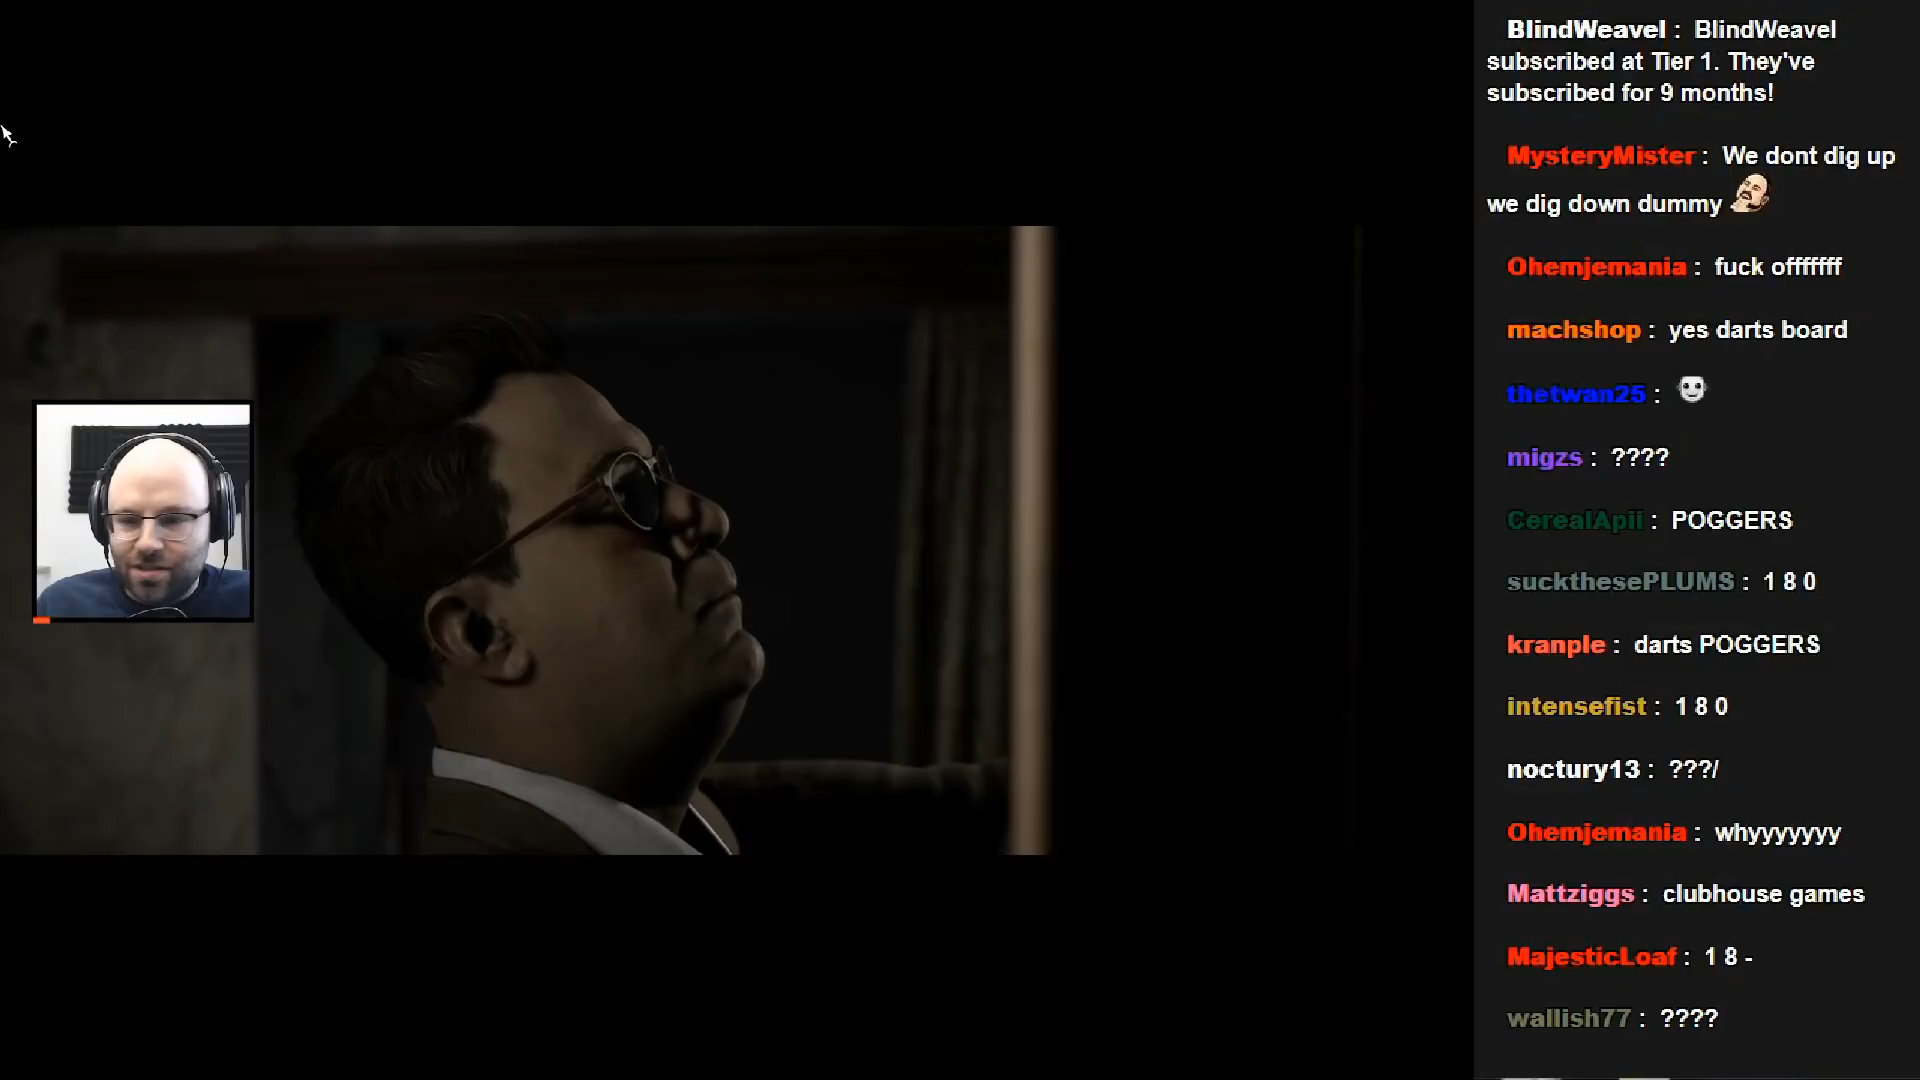 BlindWeavel : BlindWeavel
subscribed at Tier 1. They've
subscribed for 9 months!
MysteryMister : We dont dig up
we dig down dummy
Ohemjemania : fuck offfffff
machshop : yes darts board
thetwan25 :
migzs : ????
CerealApii : POGGERS
suckthesePLUMS : 1 8 0
kranple : darts POGGERS
intensefist : 1 8 0
noctury13 : ???/
Ohemjemania : whyyyyyyy
Mattziggs : clubhouse games
MajesticLoaf : 1 8 -
wallish77 : ????